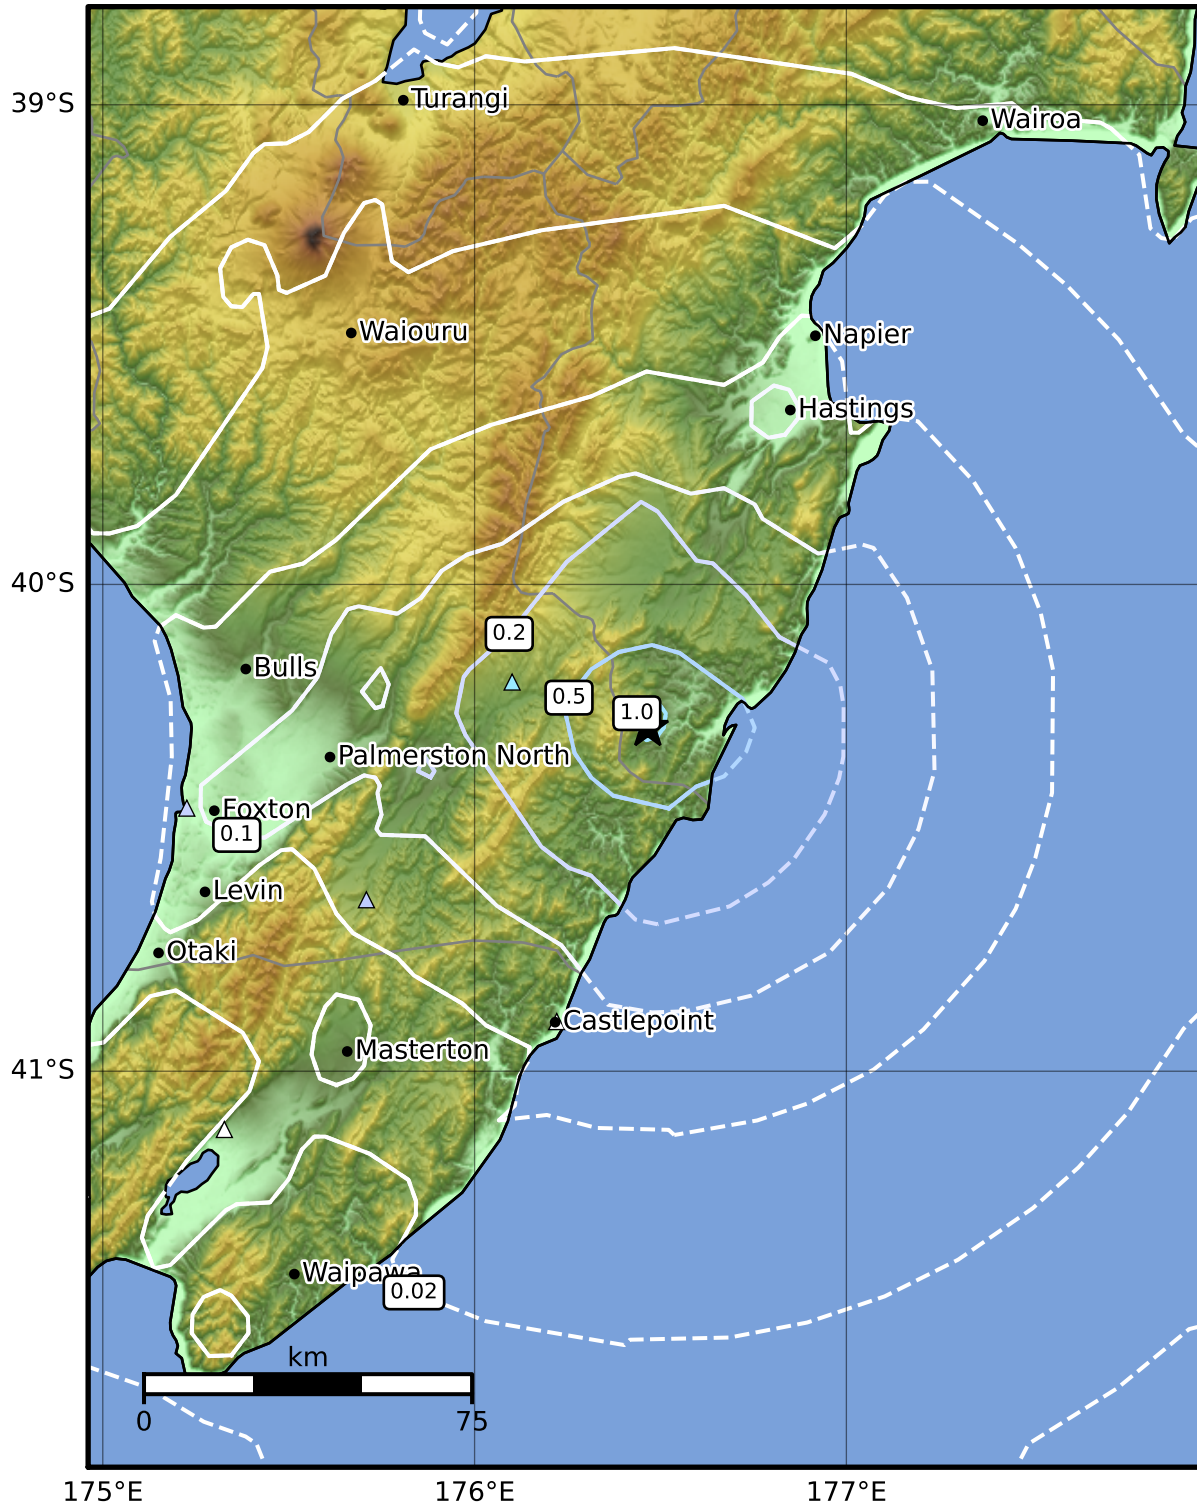 39°S
Turangi
Wairoa
Waiouru
Napier
Hastings
40°S
0.2
Bulls
0.5
1.0
Palmerston North
Foxton
0.1
Levin
Otaki
Castlepoint
Masterton
41°S
Waipawa
0.02
km
0
75
175°E
176°E
177°E